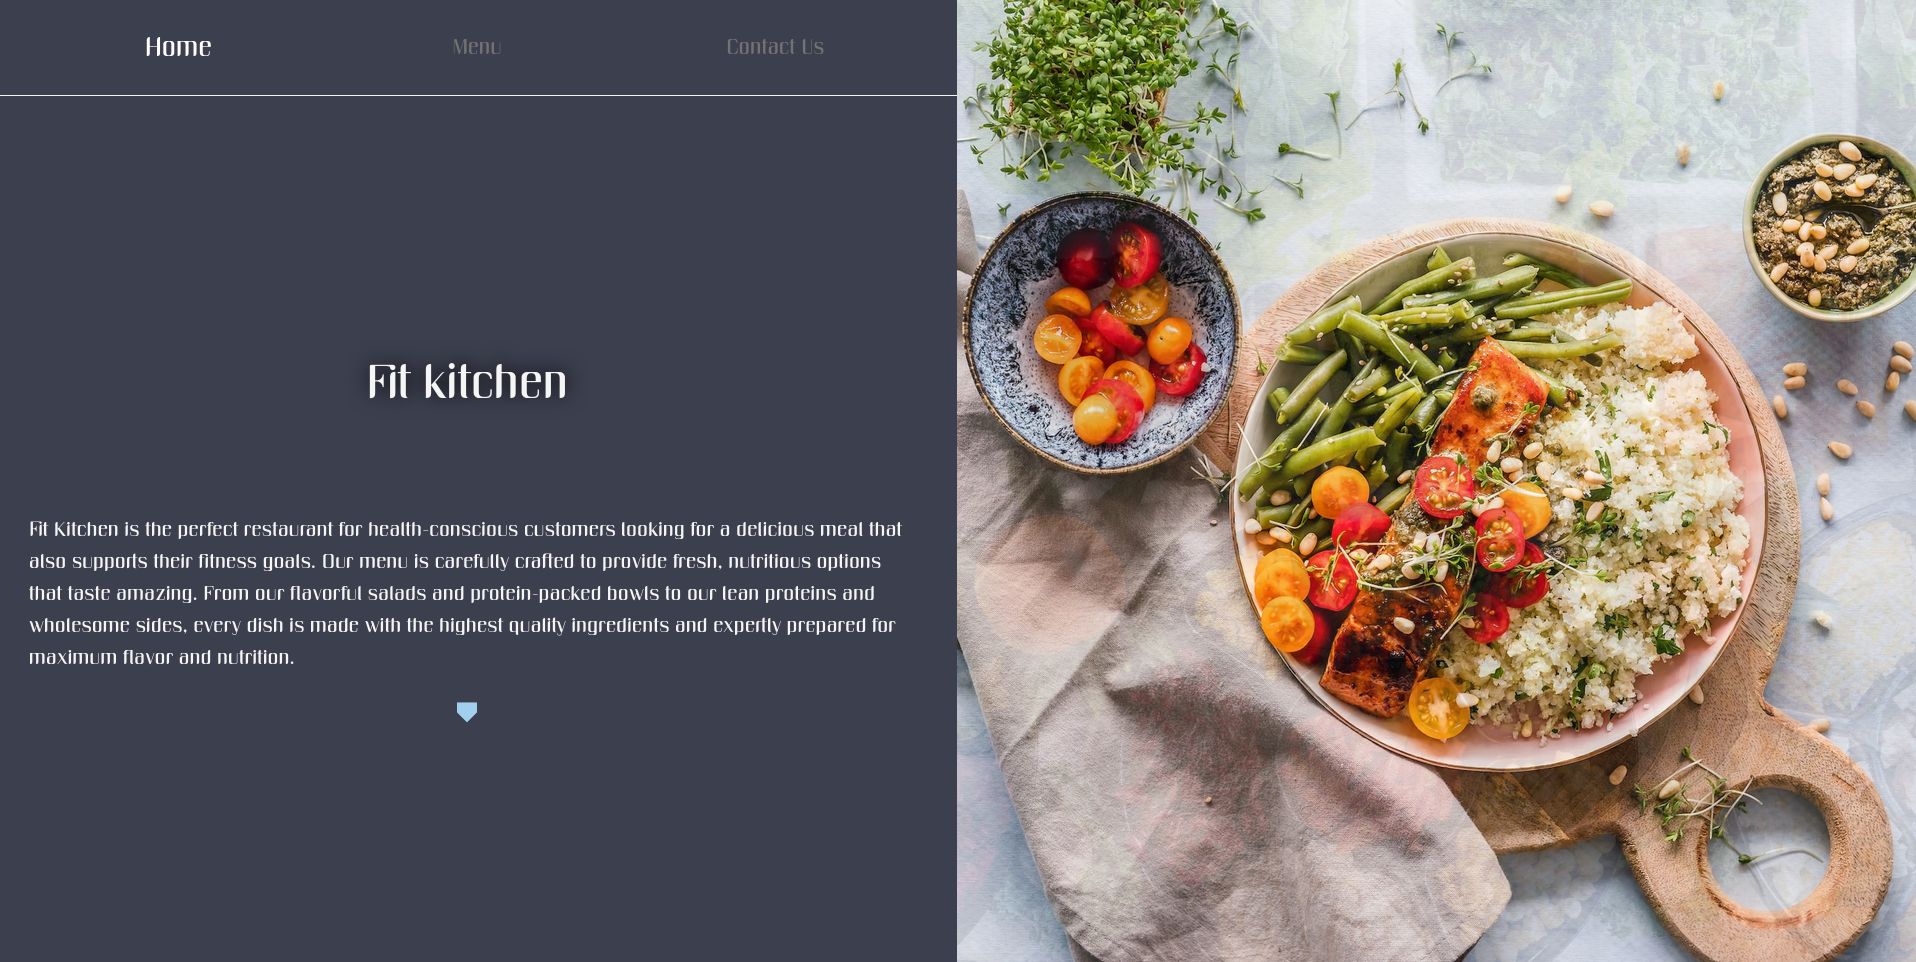 Home
Menu
Contact Us
Fit kitchen
Fit Kitchen is the perfect restaurant for health-conscious customers looking for a delicious meal that
also supports their fitness goals. Our menu is carefully crafted to provide fresh, nutritious options
that taste amazing. From our flavorful salads and protein-packed bowls to our lean proteins and
wholesome sides, every dish is made with the highest quality ingredients and expertly prepared for
maximum flavor and nutrition.